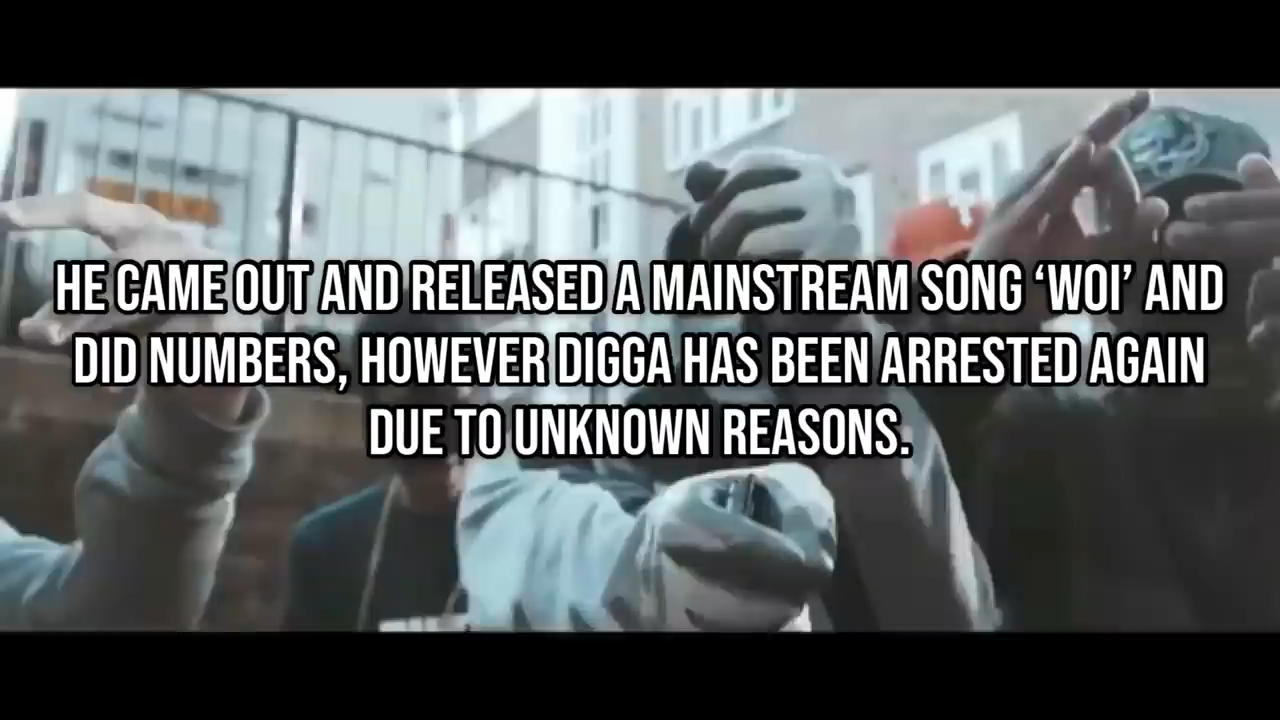 HE CAME OUT AND RELEASED A MAINSTREAM SONG ‘WOI’ AND
DID NUMBERS, HOWEVER DIGGA HAS BEEN ARRESTED AGAIN
DUE TO UNKNOWN REASONS.